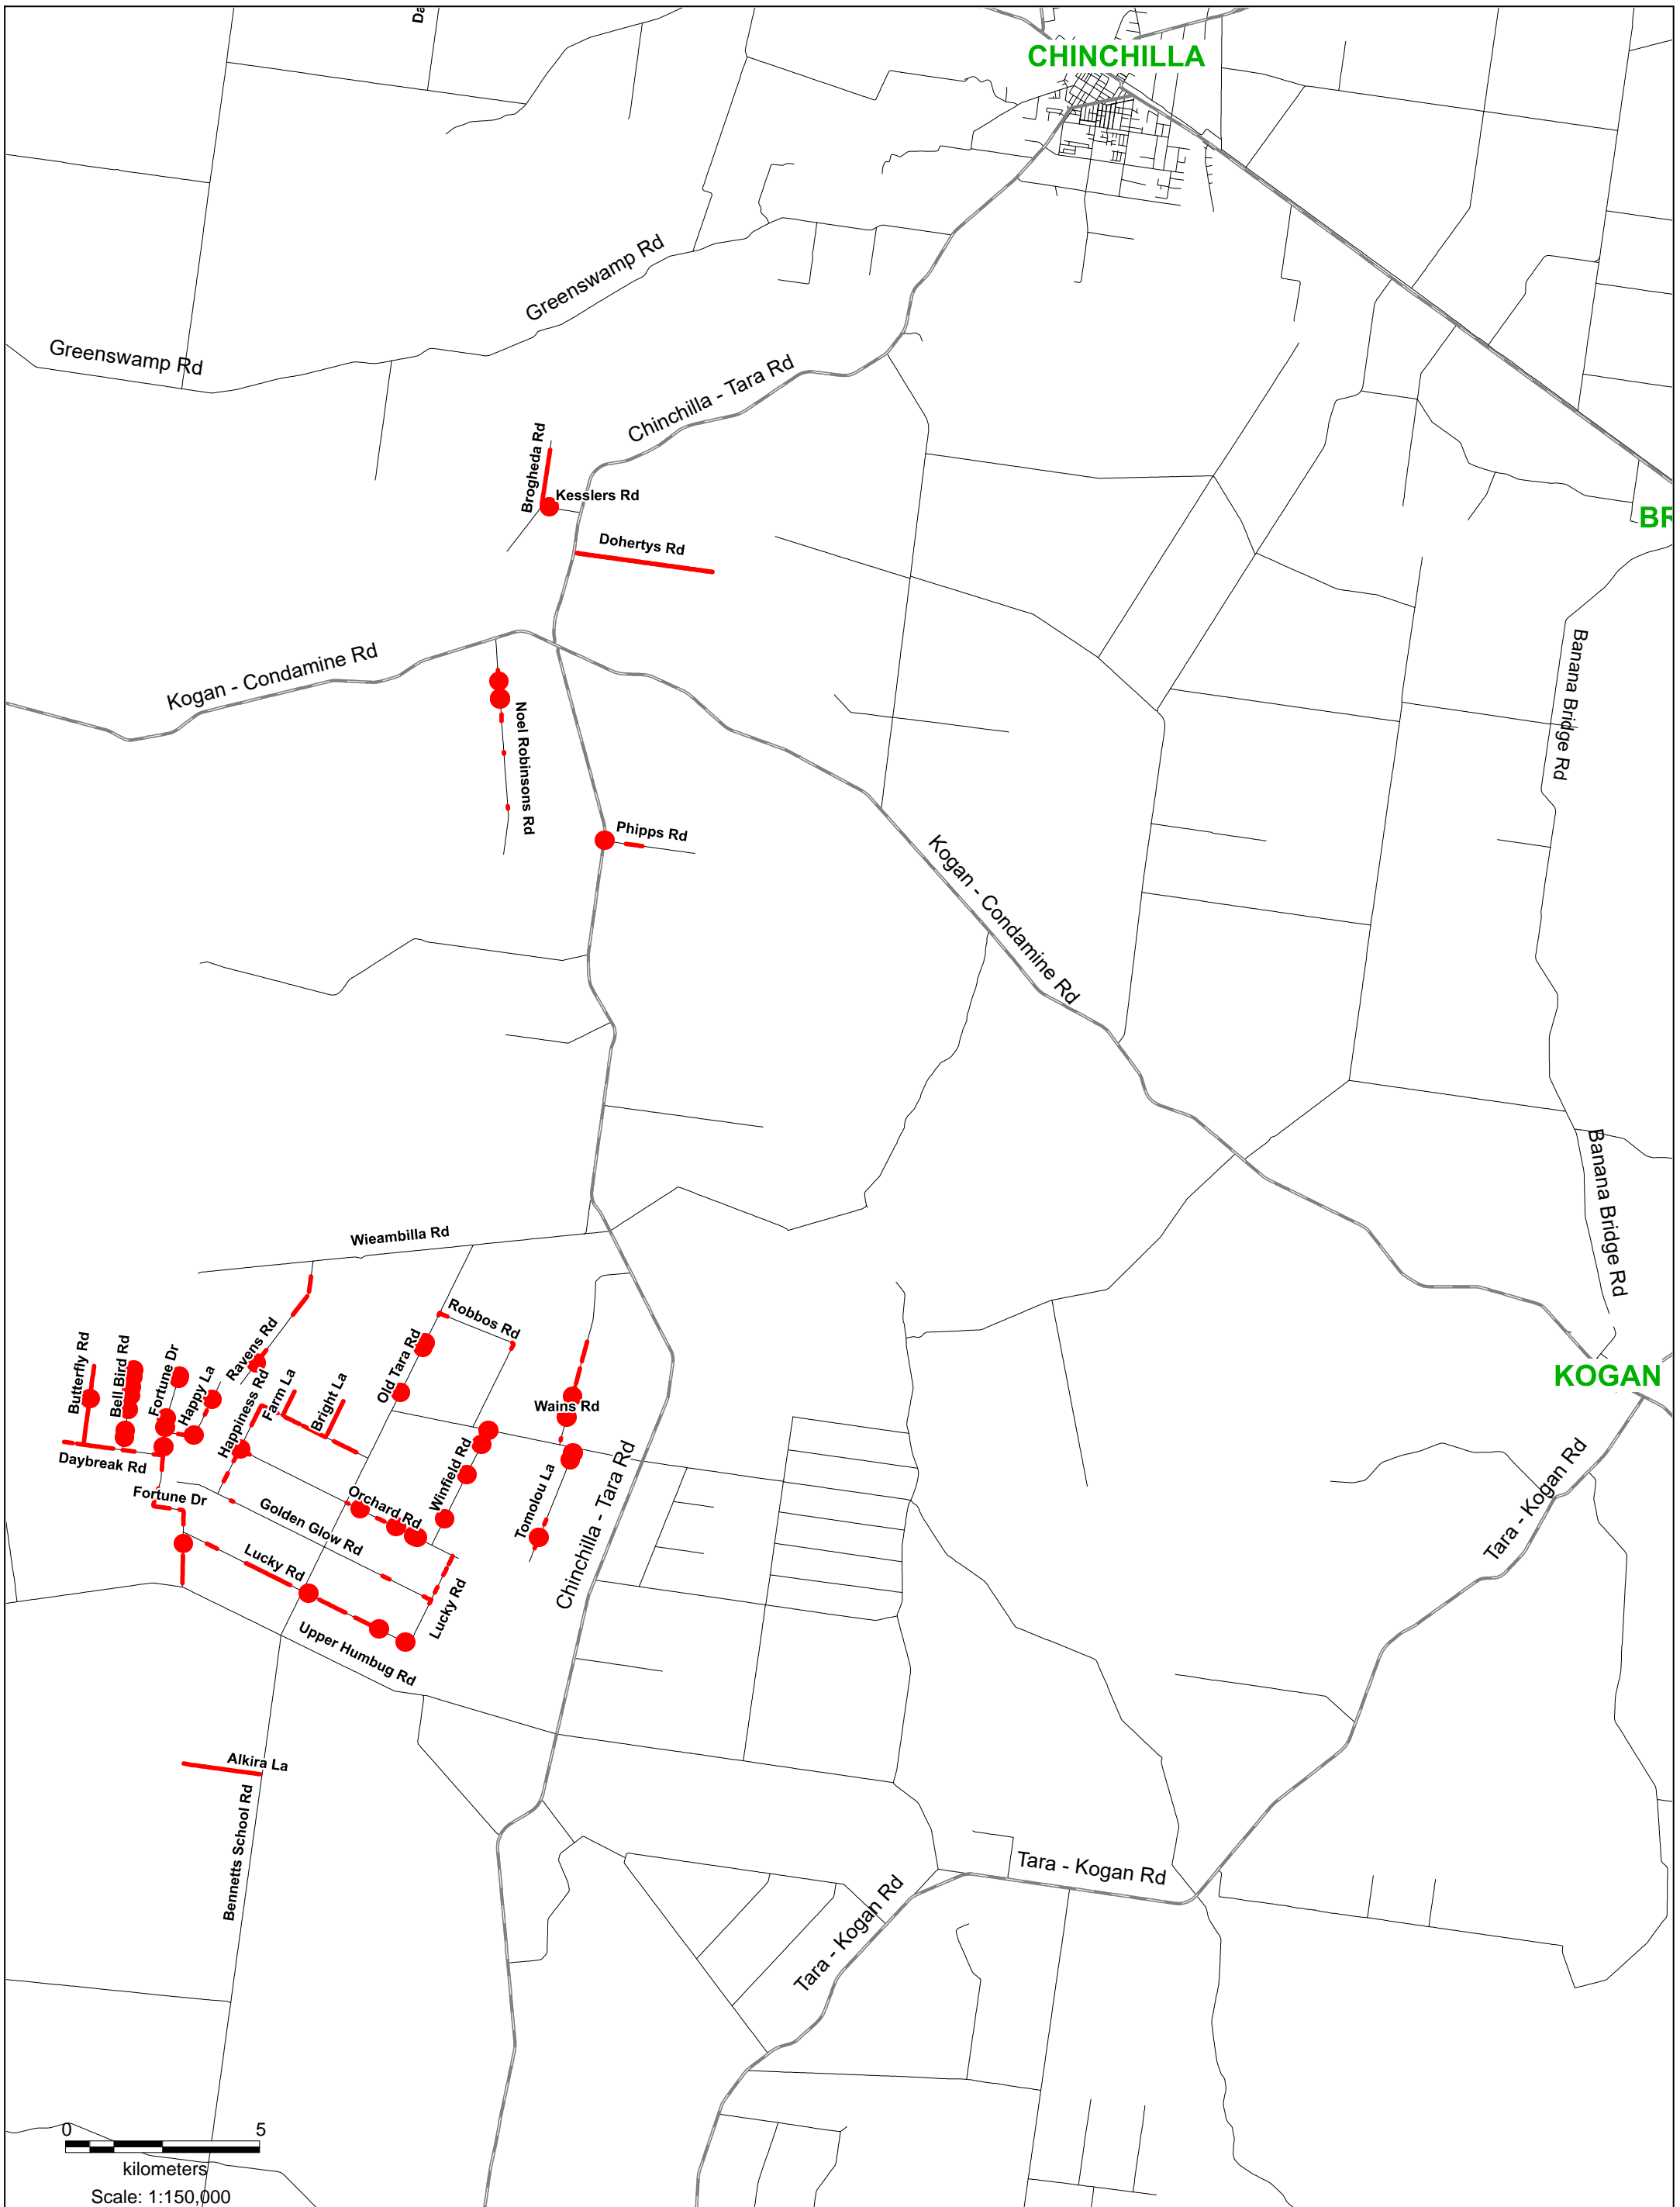 CHINCHILLA
Greenswamp Rd
Greenswamp Rd
Chinchilla - Tara Rd
Brogheda Rd
Kesslers Rd
Dohertys Rd
Kogan - Condamine Rd
Noel Robinsons Rd
Banana Bridge Rd
Phipps Rd
Kogan - Condamine Rd
Banana Bridge Rd
Wieambilla Rd
Robbos Rd
Old Tara Rd
Ravens Rd
Butterfly Rd
Bell Bird Rd
Fortune Dr
Happy La
Happiness Rd
Farm La
Bright La
Wains Rd
KOGAN
Daybreak Rd
Fortune Dr
Golden Glow Rd
Orchard Rd
Winfield Rd
Tomolou La
Chinchilla - Tara Rd
Tara - Kogan Rd
Lucky Rd
Lucky Rd
Upper Humbug Rd
Alkira La
Bennetts School Rd
Tara - Kogan Rd
Tara - Kogan Rd
0 5
kilometers
Scale: 1:150,000